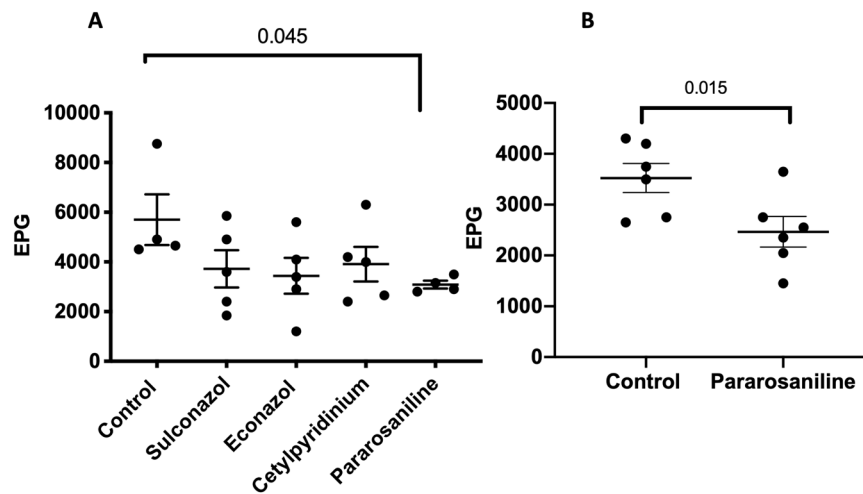 A
0.045
EPG
10000
8000
6000
4000
2000
0
Control
Sulconazol
Econazol
Cetylpyridinium
Pararosaniline
B
0.015
EPG
5000
4000
3000
2000
1000
0
Control
Pararosaniline